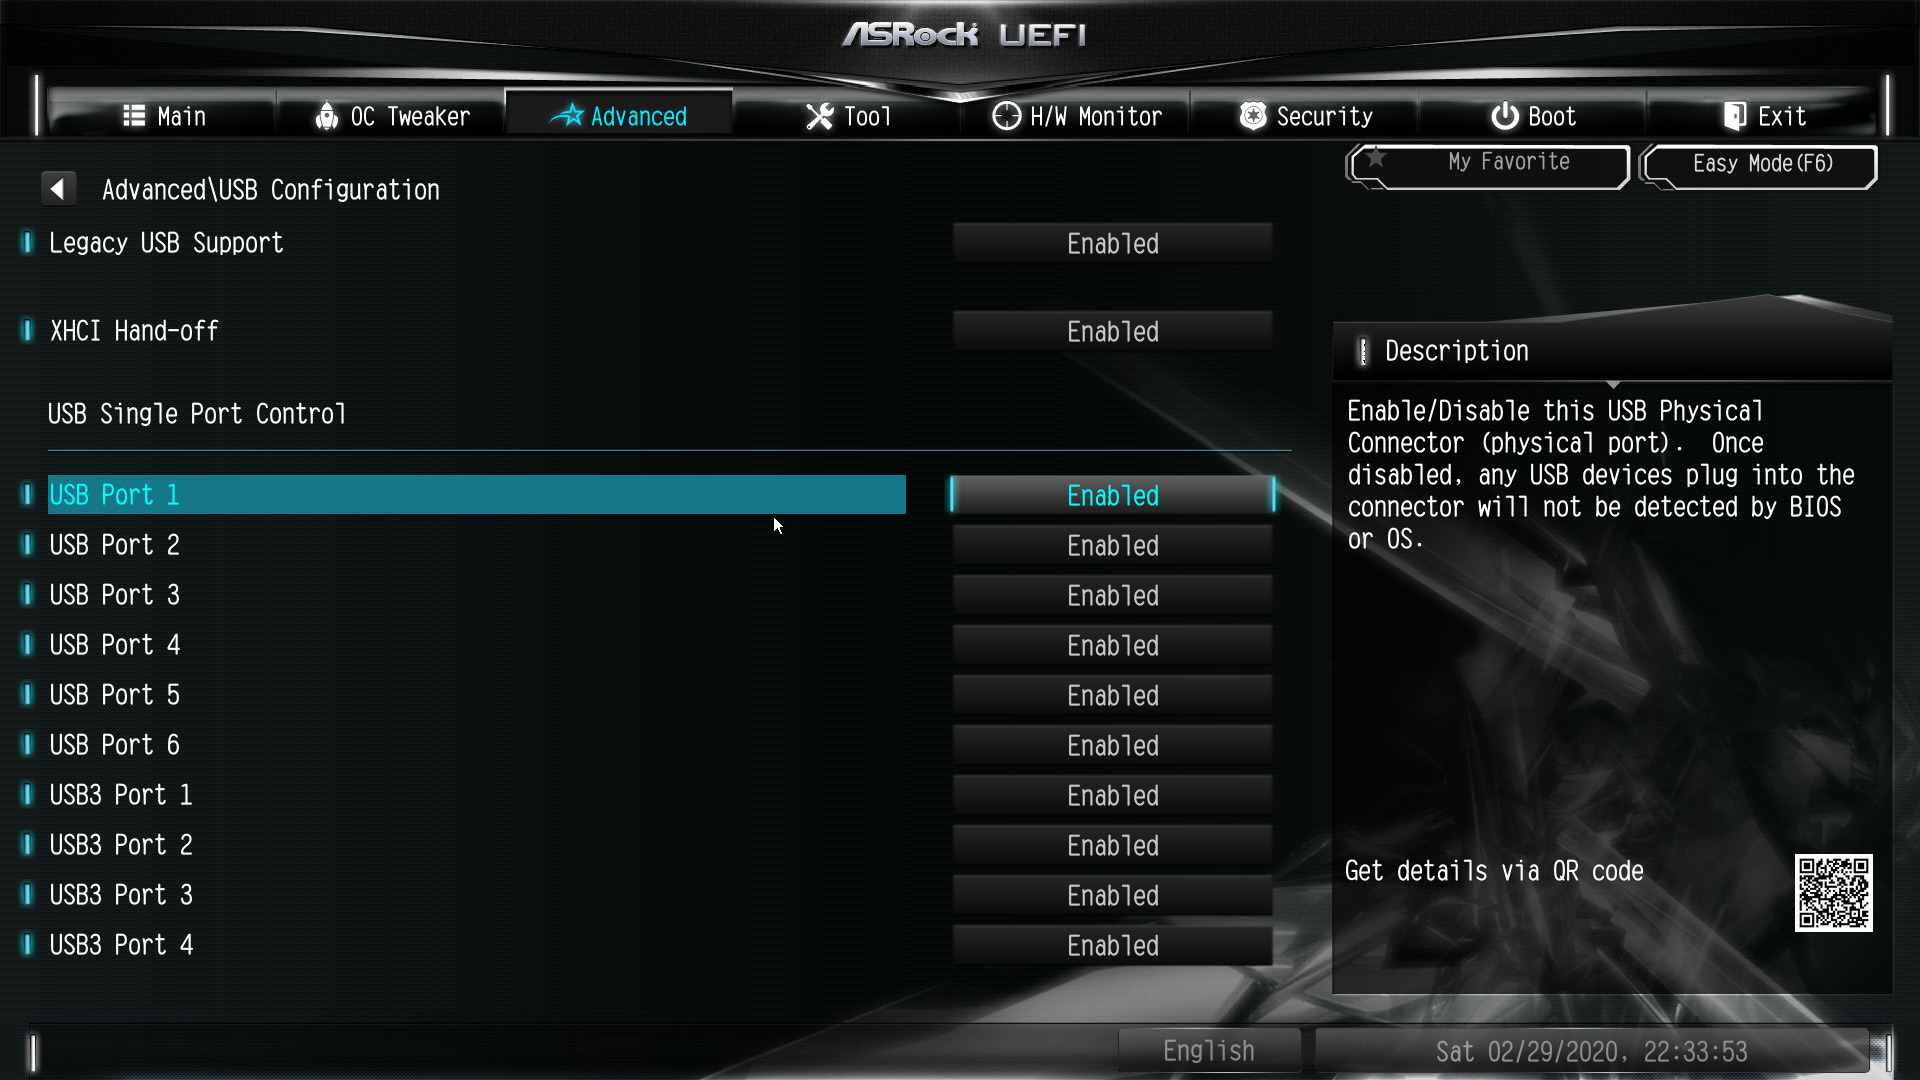 ASRock UEFI
Main
OC Tweaker
Advanced
Tool
H/W Monitor
Security
Boot
Exit
My Favorite
Easy Mode(F6)
Advanced\USB Configuration
Legacy USB Support Enabled
XHCI Hand-off Enabled
USB Single Port Control
USB Port 1 Enabled
USB Port 2 Enabled
USB Port 3 Enabled
USB Port 4 Enabled
USB Port 5 Enabled
USB Port 6 Enabled
USB3 Port 1 Enabled
USB3 Port 2 Enabled
USB3 Port 3 Enabled
USB3 Port 4 Enabled
Description
Enable/Disable this USB Physical
Connector (physical port).  Once
disabled, any USB devices plug into the
connector will not be detected by BIOS
or OS.
Get details via QR code
English
Sat 02/29/2020, 22:33:53